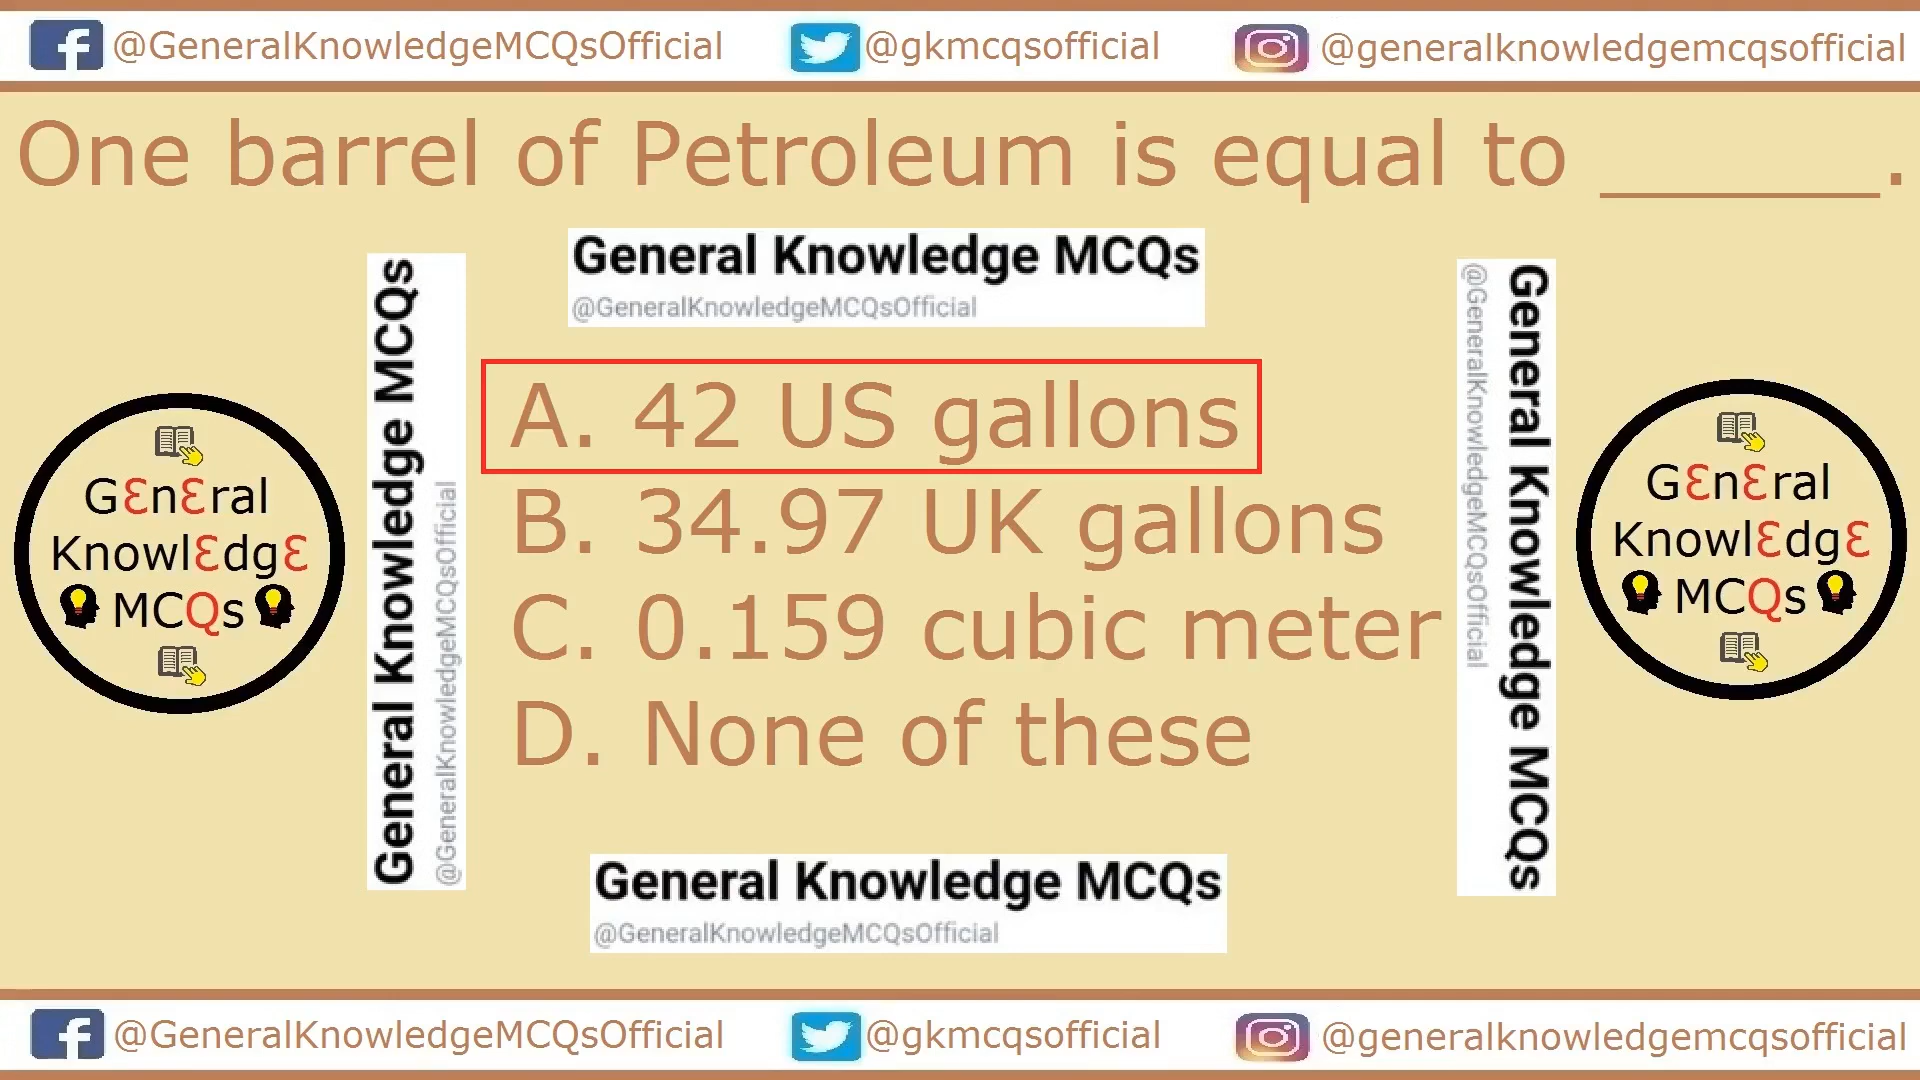 @GeneralKnowledgeMCQsOfficial @gkmcqsofficial @generalknowledgemcqsofficial
One barrel of Petroleum is equal to ______.
General Knowledge MCQs
@GeneralKnowledgeMCQsOfficial
General Knowledge MCQs
@GeneralKnowledgeMCQsOfficial
General Knowledge MCQs
@GeneralKnowledgeMCQsOfficial
GƐnƐral
KnowlƐdgƐ
MCQs
A. 42 US gallons
B. 34.97 UK gallons
C. 0.159 cubic meter
D. None of these
GƐnƐral
KnowlƐdgƐ
MCQs
General Knowledge MCQs
@GeneralKnowledgeMCQsOfficial
@GeneralKnowledgeMCQsOfficial @gkmcqsofficial @generalknowledgemcqsofficial